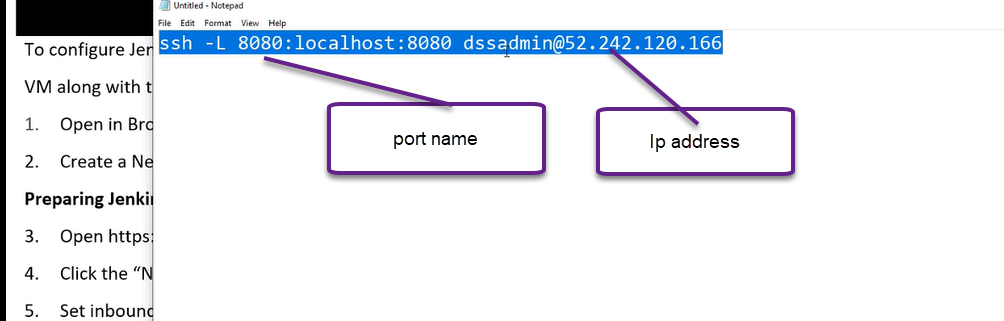 Untitled - Notepad
File Edit Format View Help
ssh -L 8080:localhost:8080 dssadmin@52.242.120.166
port name
Ip address
To configure Jen
VM along with t
1. Open in Bro
2. Create a Ne
Preparing Jenki
3. Open https:
4. Click the “N
5. Set inbound